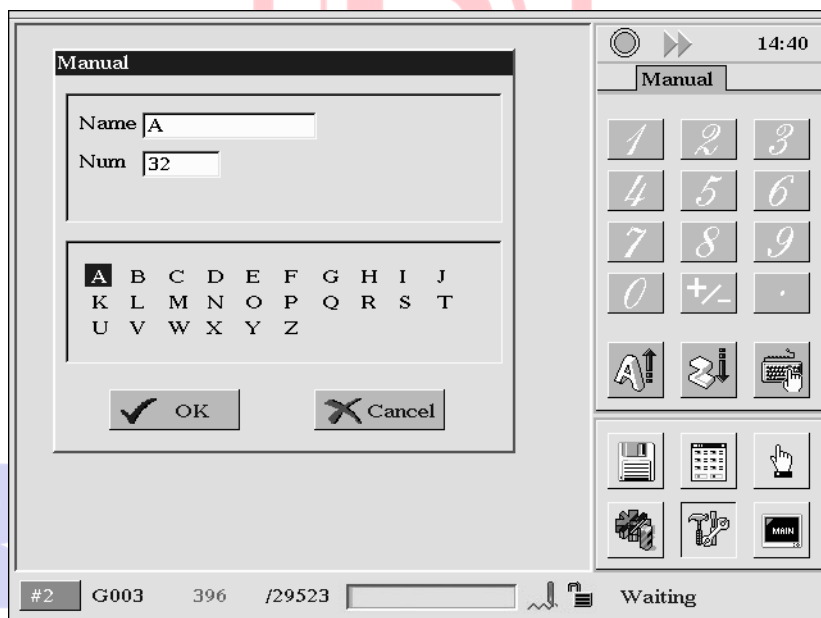 14:40
Manual
Manual
Name A
Num 32
A B C D E F G H I J
K L M N O P Q R S T
U V W X Y Z
OK Cancel
1 2 3
4 5 6
7 8 9
0 +/- .
A Z
MAIN
#2 G003 396 /29523 Waiting